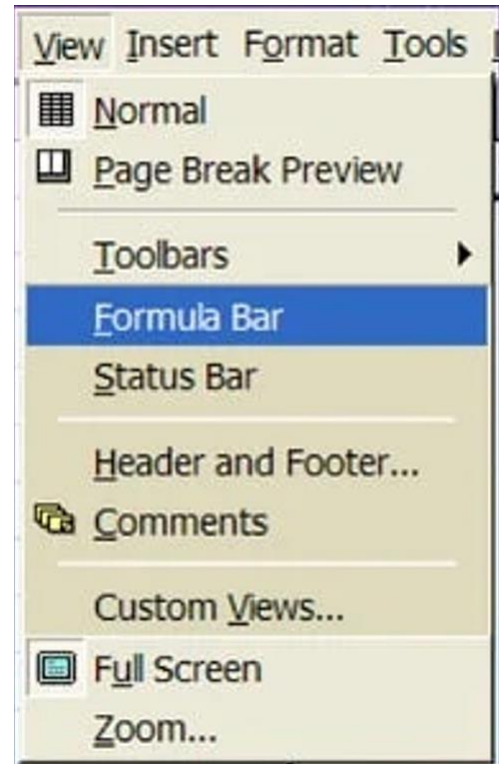 View Insert Format Tools
Normal
Page Break Preview
Toolbars
Formula Bar
Status Bar
Header and Footer...
Comments
Custom Views...
Full Screen
Zoom...